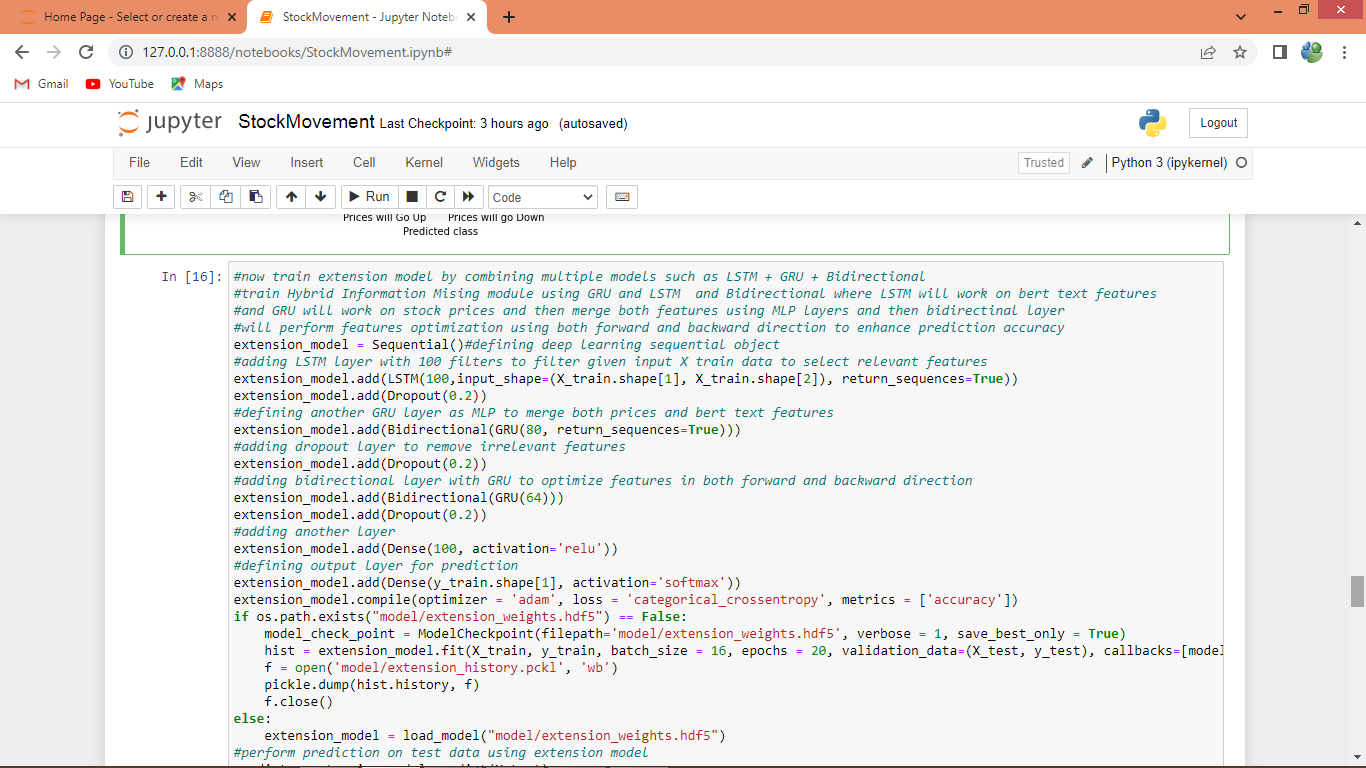 Home Page - Select or create a n
StockMovement - Jupyter Noteb
127.0.0.1:8888/notebooks/StockMovement.ipynb#
Gmail YouTube Maps
jupyter StockMovement Last Checkpoint: 3 hours ago (autosaved)
Logout
File Edit View Insert Cell Kernel Widgets Help
Trusted Python 3 (ipykernel)
Run Code
Prices will Go Up Prices will go Down
Predicted class
In [16]:
#now train extension model by combining multiple models such as LSTM + GRU + Bidirectional
#train Hybrid Information Mising module using GRU and LSTM  and Bidirectional where LSTM will work on bert text features
#and GRU will work on stock prices and then merge both features using MLP layers and then bidirectinal layer
#will perform features optimization using both forward and backward direction to enhance prediction accuracy
extension_model = Sequential()#defining deep learning sequential object
#adding LSTM layer with 100 filters to filter given input X train data to select relevant features
extension_model.add(LSTM(100,input_shape=(X_train.shape[1], X_train.shape[2]), return_sequences=True))
extension_model.add(Dropout(0.2))
#defining another GRU layer as MLP to merge both prices and bert text features
extension_model.add(Bidirectional(GRU(80, return_sequences=True)))
#adding dropout layer to remove irrelevant features
extension_model.add(Dropout(0.2))
#adding bidirectional layer with GRU to optimize features in both forward and backward direction
extension_model.add(Bidirectional(GRU(64)))
extension_model.add(Dropout(0.2))
#adding another layer
extension_model.add(Dense(100, activation='relu'))
#defining output layer for prediction
extension_model.add(Dense(y_train.shape[1], activation='softmax'))
extension_model.compile(optimizer = 'adam', loss = 'categorical_crossentropy', metrics = ['accuracy'])
if os.path.exists("model/extension_weights.hdf5") == False:
    model_check_point = ModelCheckpoint(filepath='model/extension_weights.hdf5', verbose = 1, save_best_only = True)
    hist = extension_model.fit(X_train, y_train, batch_size = 16, epochs = 20, validation_data=(X_test, y_test), callbacks=[model
    f = open('model/extension_history.pckl', 'wb')
    pickle.dump(hist.history, f)
    f.close()
else:
    extension_model = load_model("model/extension_weights.hdf5")
#perform prediction on test data using extension model